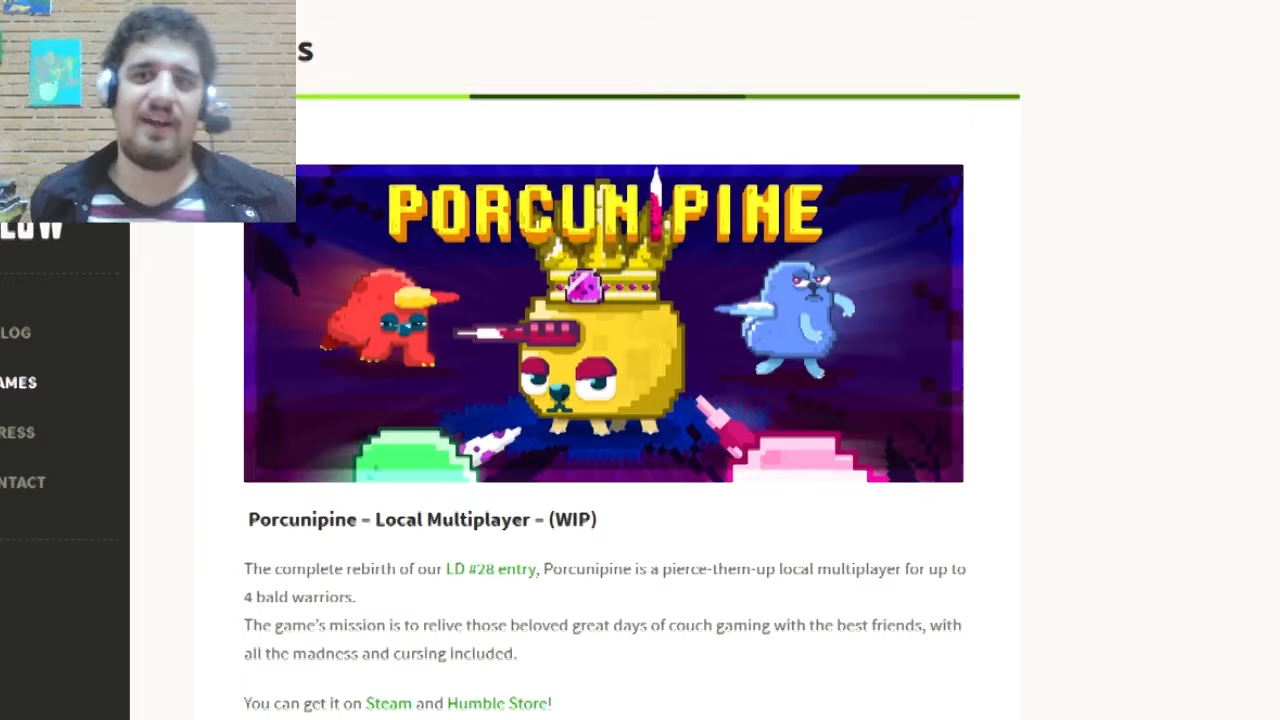 s
PORCUNIPINE
LOW
LOG
AMES
RESS
NTACT
Porcunipine – Local Multiplayer – (WIP)
The complete rebirth of our LD #28 entry, Porcunipine is a pierce-them-up local multiplayer for up to
4 bald warriors.
The game's mission is to relive those beloved great days of couch gaming with the best friends, with
all the madness and cursing included.
You can get it on Steam and Humble Store!